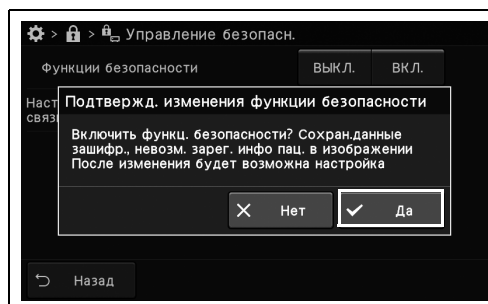 > > Управление безопасн.
Функции безопасности ВЫКЛ. ВКЛ.
Наст
связ
Подтвержд. изменения функции безопасности
Включить функц. безопасности? Сохран.данные
зашифр., невозм. зарег. инфо пац. в изображении
После изменения будет возможна настройка
Нет Да
Назад